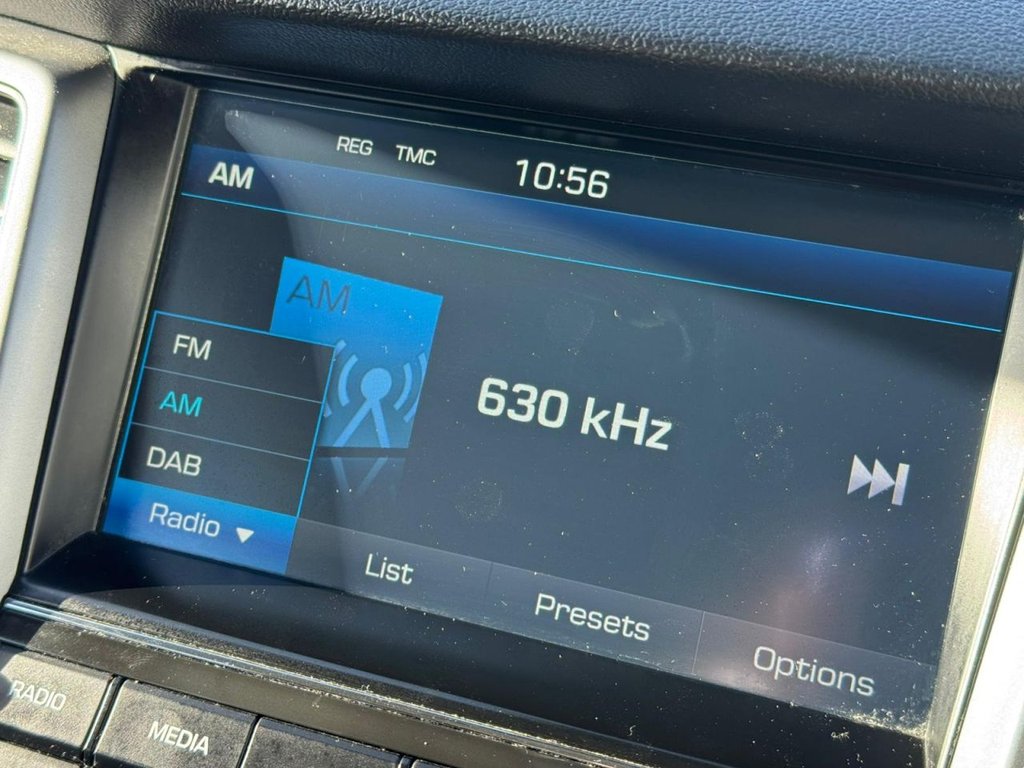 REG TMC 10:56
AM
AM
FM
AM
DAB
Radio
630 kHz
List
Presets
Options
RADIO
MEDIA